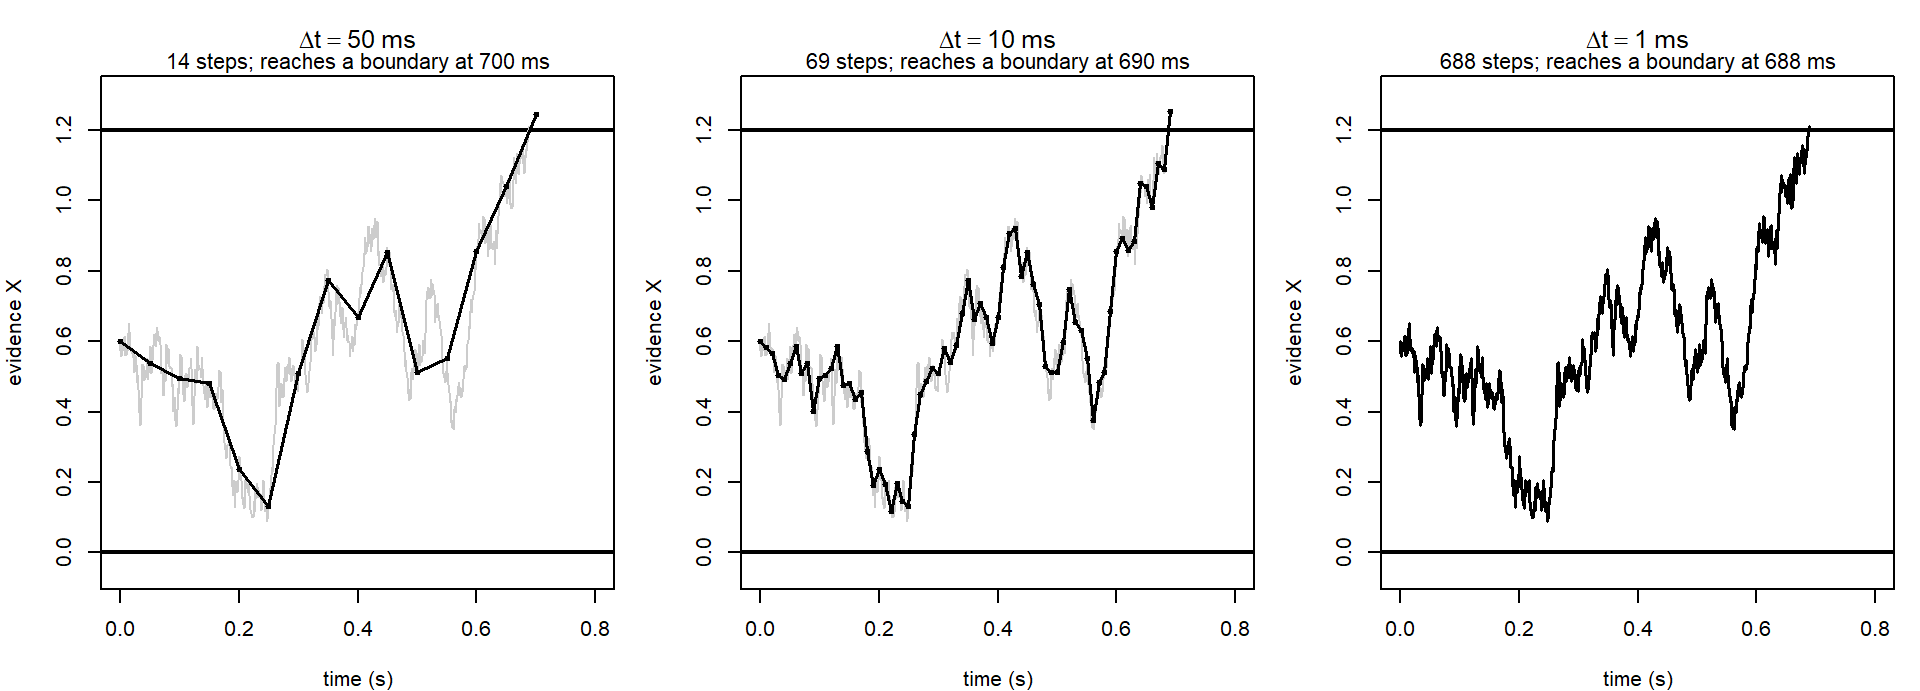 Δt = 50 ms
14 steps; reaches a boundary at 700 ms
evidence X
1.2
1.0
0.8
0.6
0.4
0.2
0.0
0.0 0.2 0.4 0.6 0.8
time (s)
Δt = 10 ms
69 steps; reaches a boundary at 690 ms
evidence X
1.2
1.0
0.8
0.6
0.4
0.2
0.0
0.0 0.2 0.4 0.6 0.8
time (s)
Δt = 1 ms
688 steps; reaches a boundary at 688 ms
evidence X
1.2
1.0
0.8
0.6
0.4
0.2
0.0
0.0 0.2 0.4 0.6 0.8
time (s)